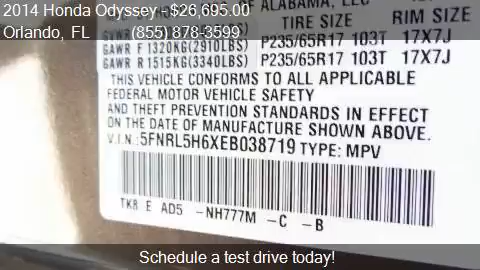 2014 Honda Odyssey - $26,695.00
Orlando, FL (855) 878-3599
ALABAMA, LLC
TIRE SIZE RIM SIZE
GAWR F 1320KG(2910LBS) P235/65R17 103T 17X7J
GAWR R 1515KG(3340LBS) P235/65R17 103T 17X7J
THIS VEHICLE CONFORMS TO ALL APPLICABLE
FEDERAL MOTOR VEHICLE SAFETY
AND THEFT PREVENTION STANDARDS IN EFFECT
ON THE DATE OF MANUFACTURE SHOWN ABOVE.
V.I.N.: 5FNRL5H6XEB038719 TYPE: MPV
TK8 E AD5 -NH777M -C -B
Schedule a test drive today!